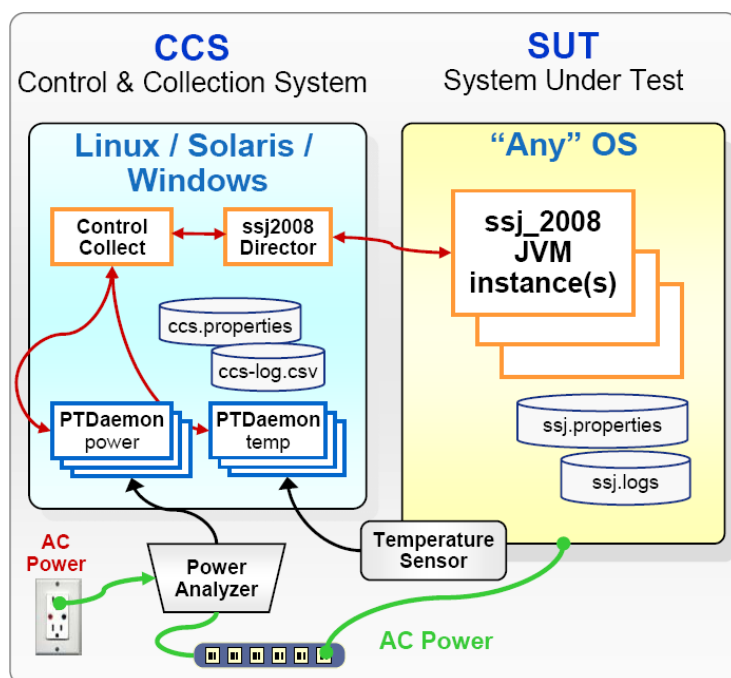 CCS
Control & Collection System
SUT
System Under Test
Linux / Solaris /
Windows
Control
Collect
ssj2008
Director
ccs.properties
ccs-log.csv
PTDaemon
power
PTDaemon
temp
“Any” OS
ssj_2008
JVM
instance(s)
ssj.properties
ssj.logs
AC
Power
Power
Analyzer
Temperature
Sensor
AC Power